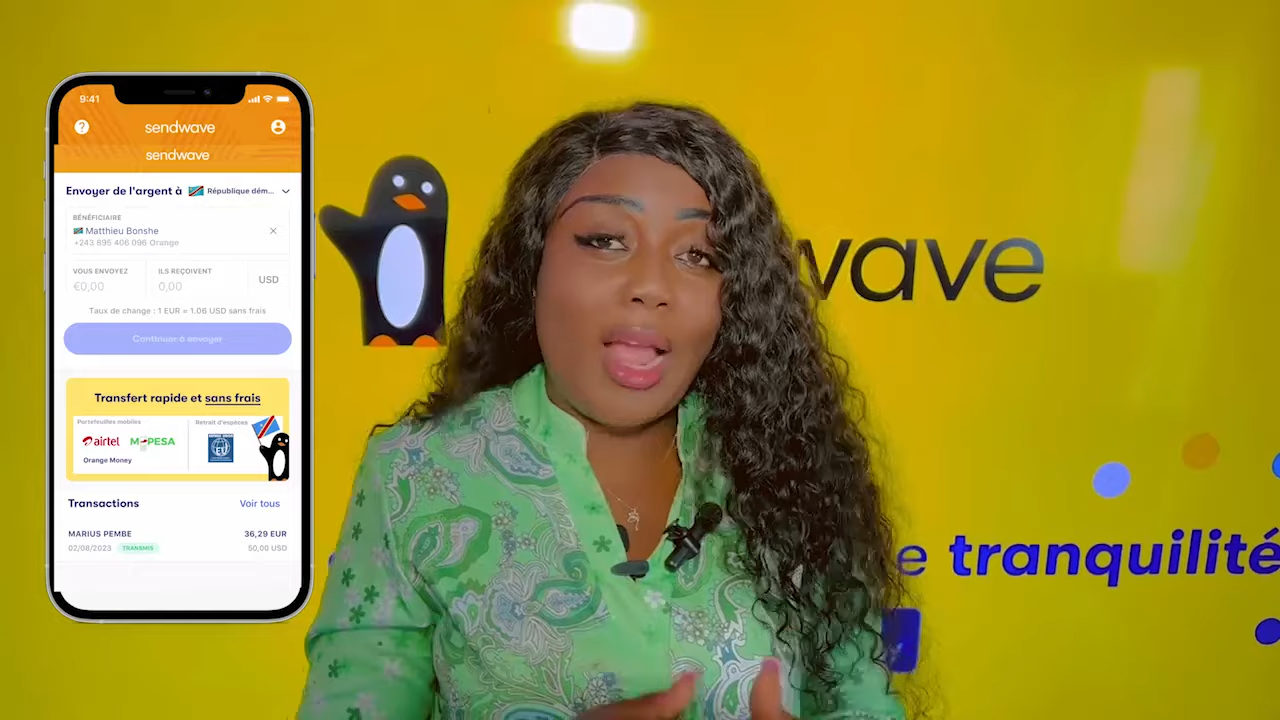 9:41
sendwave
sendwave
Envoyer de l'argent à République dém...
BÉNÉFICIAIRE
Matthieu Bonshe
+243 895 406 096 Orange
VOUS ENVOYEZ
ILS REÇOIVENT
€0,00
0,00
USD
Taux de change : 1 EUR = 1.06 USD sans frais
Continuer à envoyer
Transfert rapide et sans frais
Portefeuilles mobiles
Retrait d'espèces
airtel
M-PESA
Orange Money
Transactions
Voir tous
MARIUS PEMBE
36,29 EUR
02/08/2023
TRANSMIS
50,00 USD
wave
e tranquilité